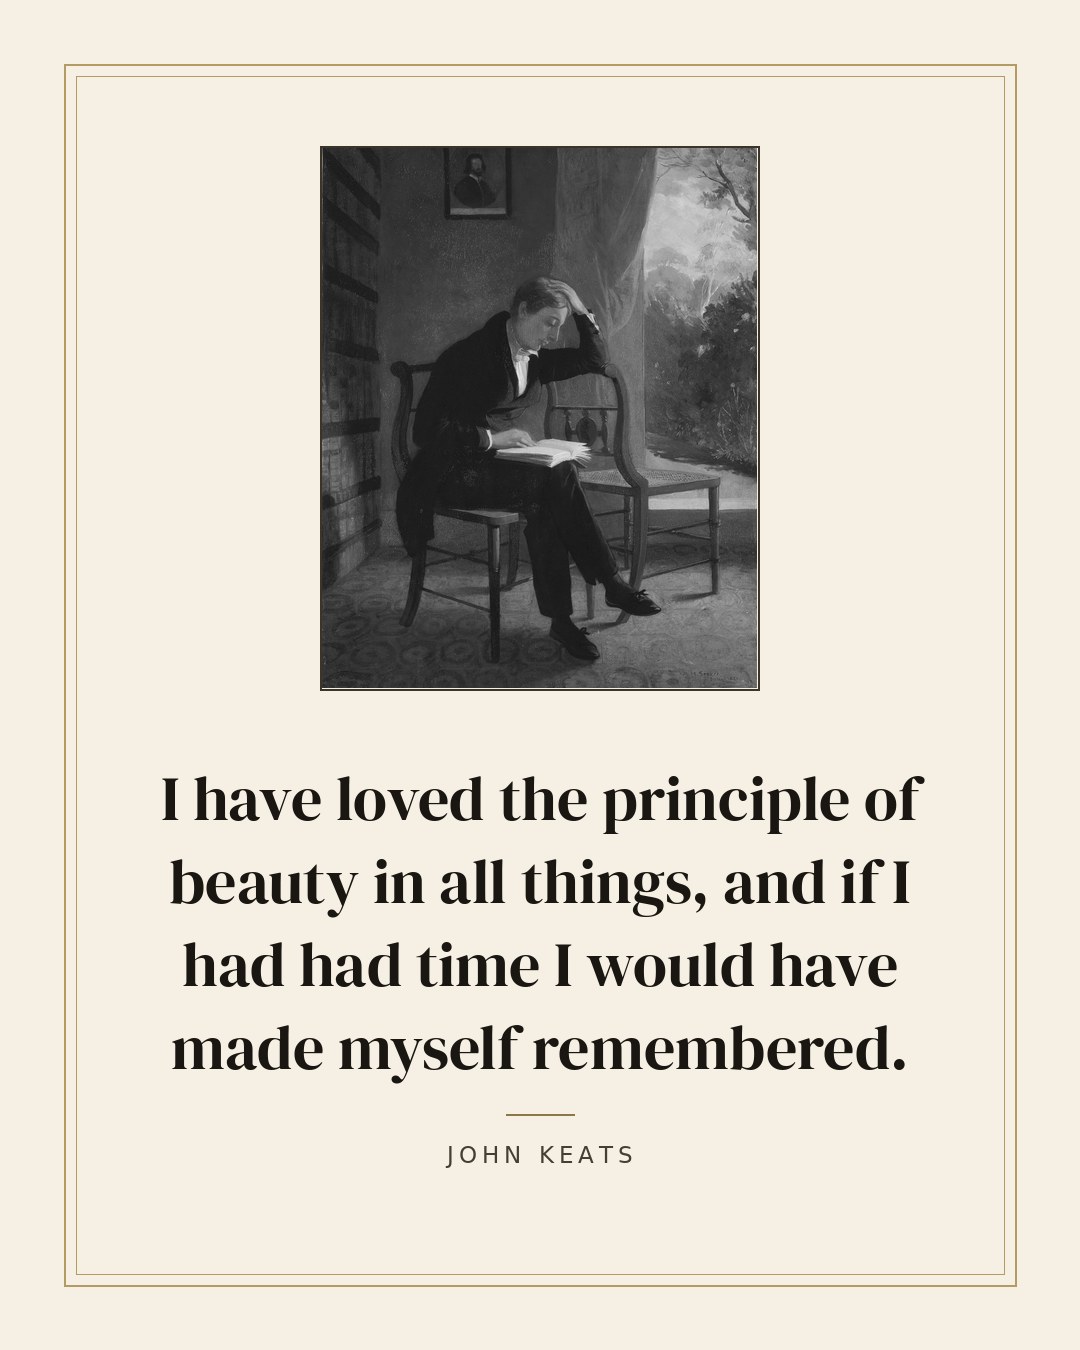 I have loved the principle of
beauty in all things, and if I
had had time I would have
made myself remembered.
JOHN KEATS